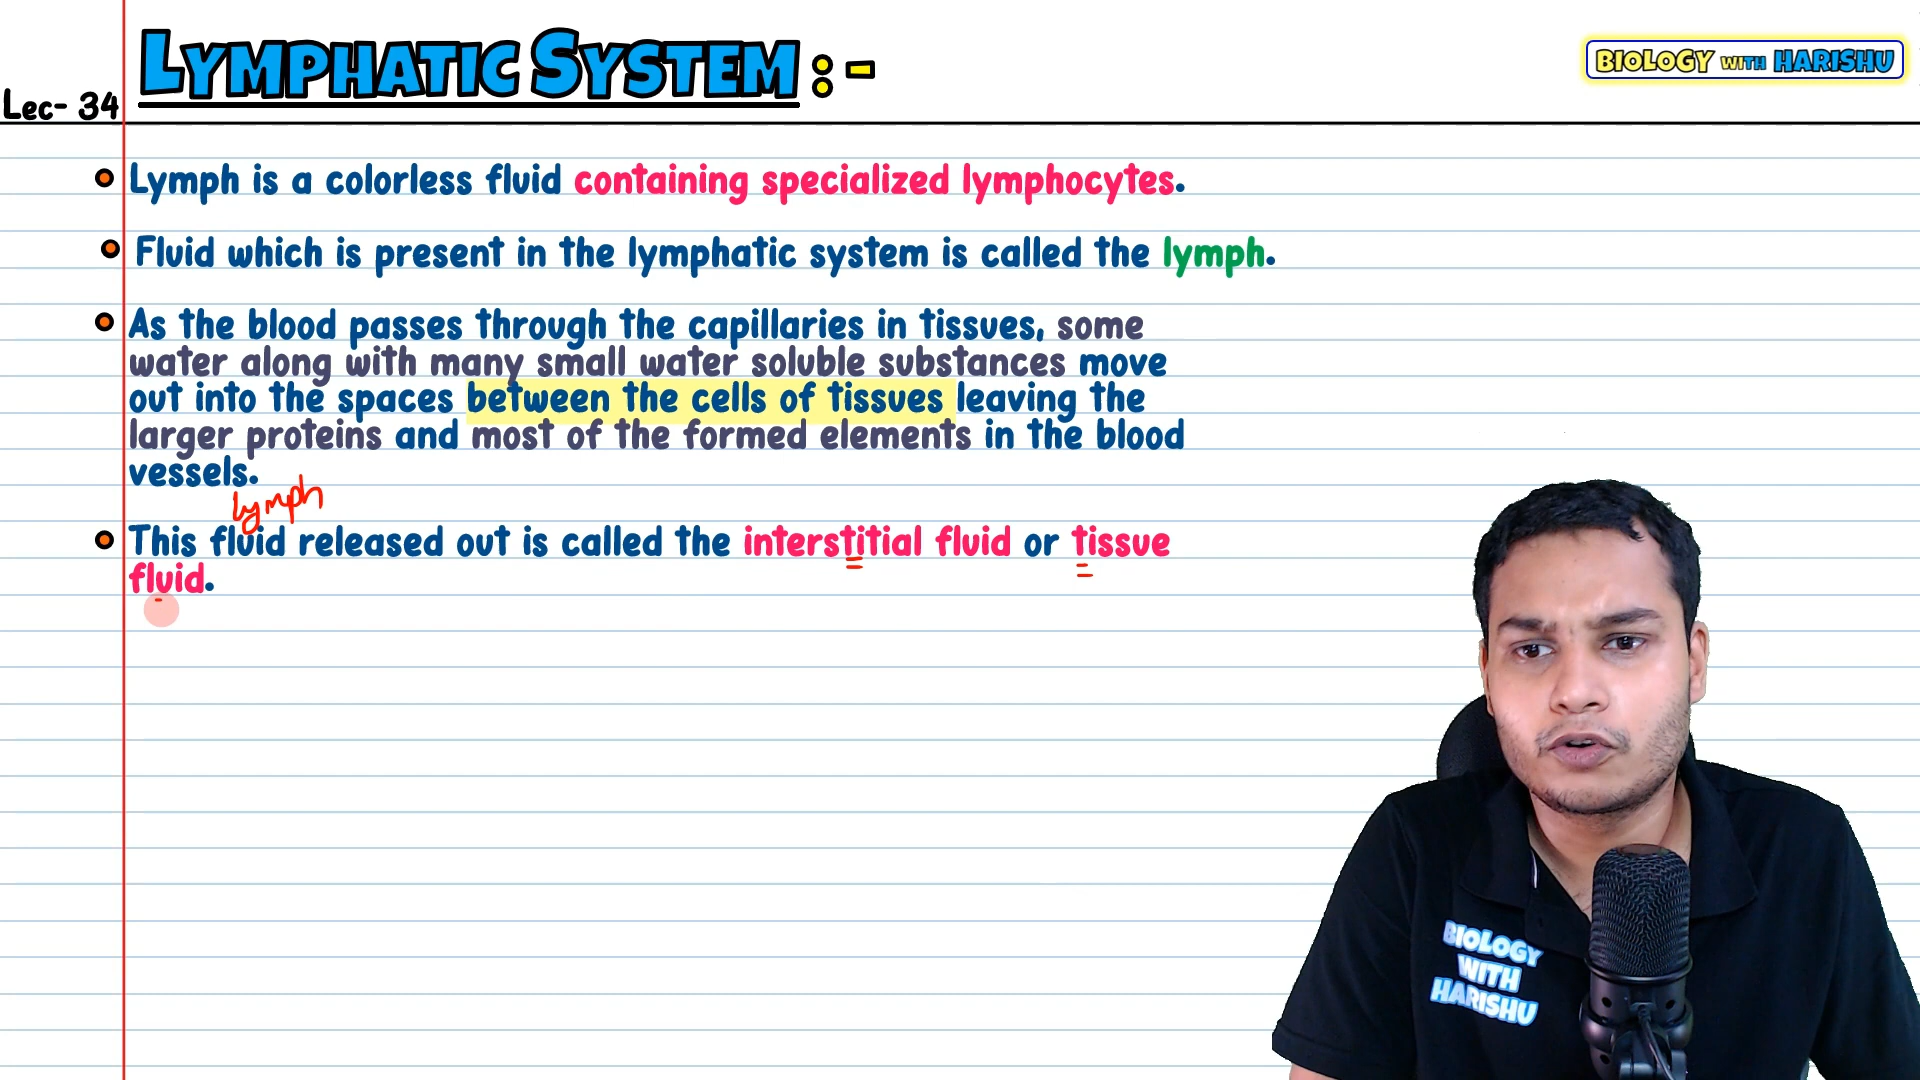 LYMPHATIC SYSTEM :-
BIOLOGY WITH HARISHU
Lec- 34
Lymph is a colorless fluid containing specialized lymphocytes.
Fluid which is present in the lymphatic system is called the lymph.
As the blood passes through the capillaries in tissues, some
water along with many small water soluble substances move
out into the spaces between the cells of tissues leaving the
larger proteins and most of the formed elements in the blood
vessels.
lymph
This fluid released out is called the interstitial fluid or tissue
fluid.
BIOLOGY
WITH
HARISHU